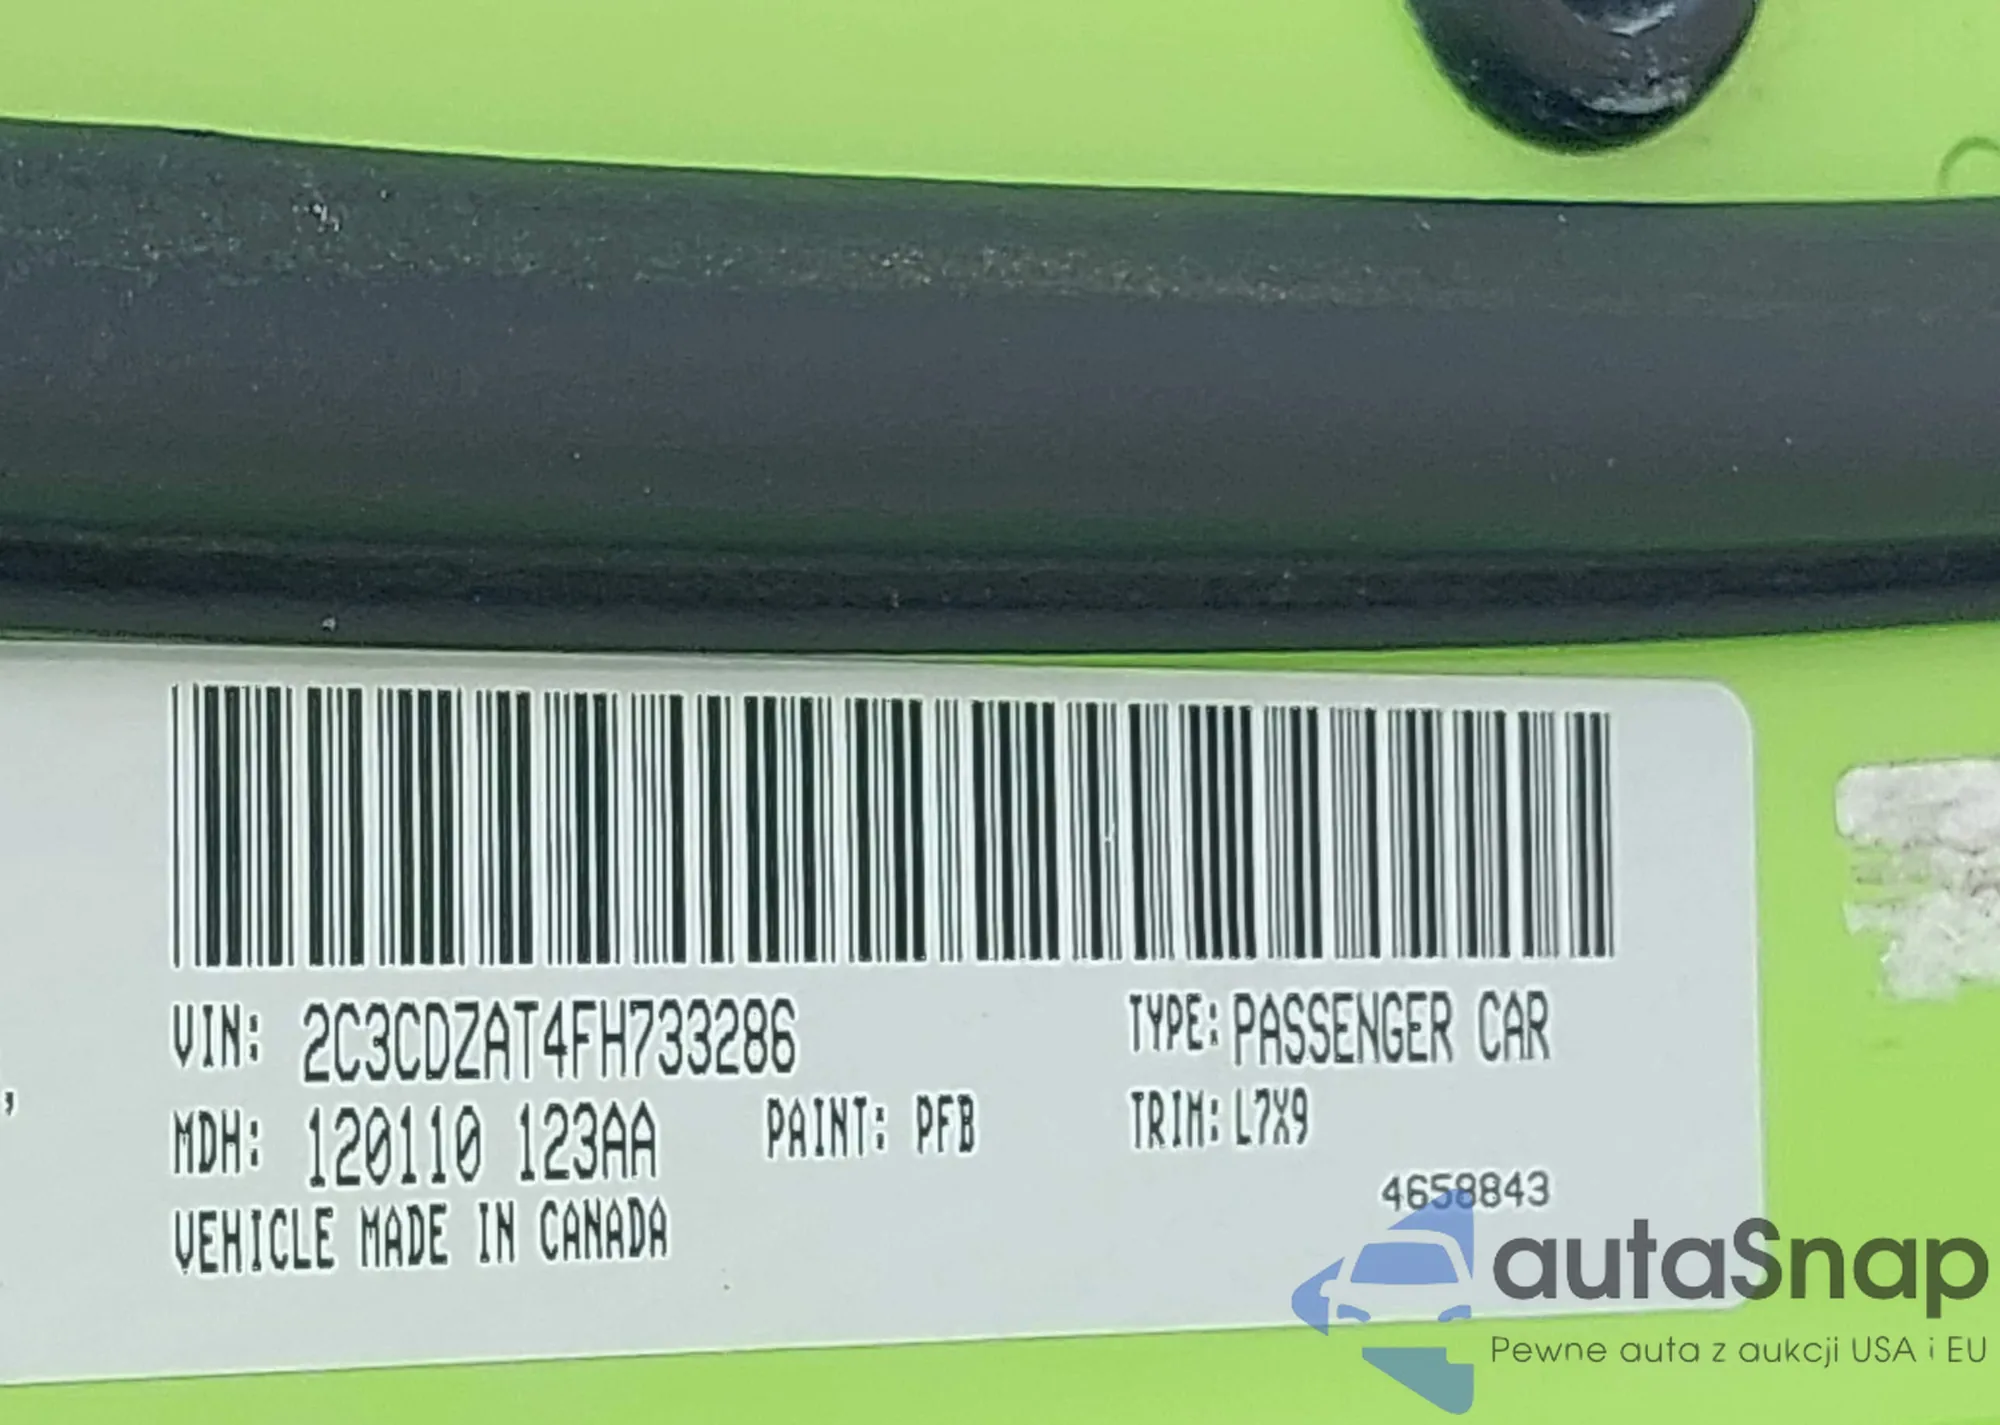 VIN: 2C3CDZAT4FH733286
TYPE: PASSENGER CAR
MDH: 120110 123AA
PAINT: PFB
TRIM: L7X9
4658843
VEHICLE MADE IN CANADA
autaSnap
Pewne auta z aukcji USA i EU